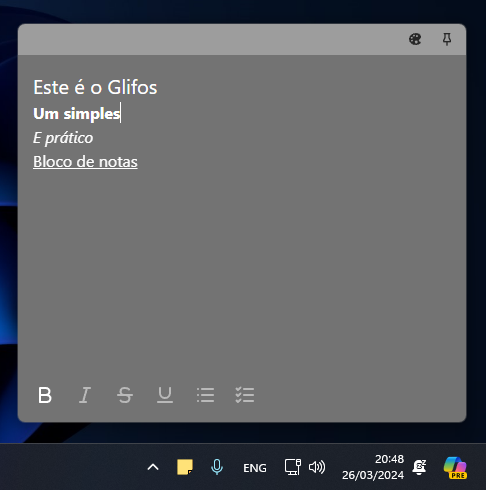 Este é o Glifos
Um simples
E prático
Bloco de notas
B I S U
ENG
20:48
26/03/2024
PRE